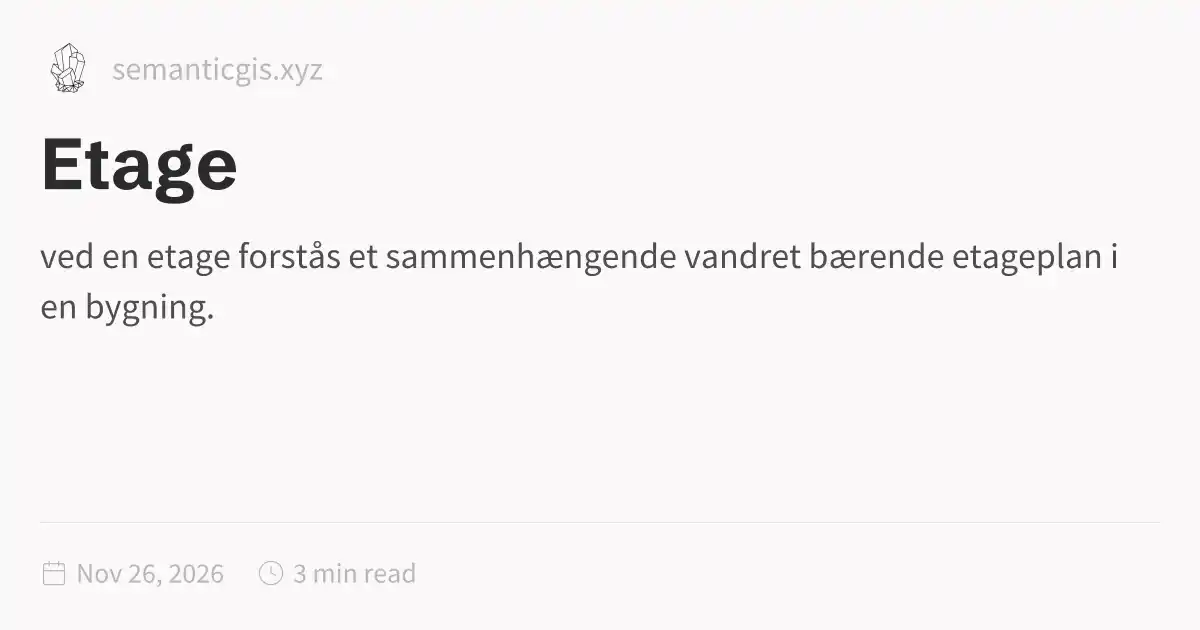 semanticgis.xyz
Etage
ved en etage forstås et sammenhængende vandret bærende etageplan i
en bygning.
Nov 26, 2026 3 min read